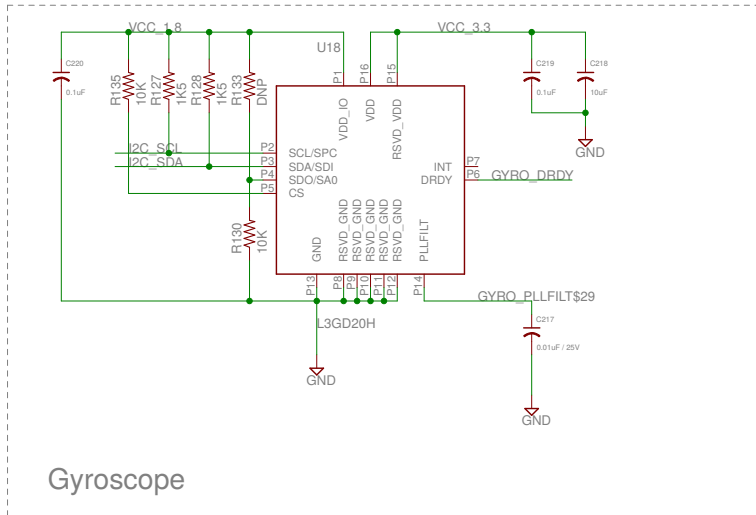 VCC_1.8
VCC_3.3
U18
C220
0.1uF
R135
10K
R127
1K5
R128
1K5
R133
DNP
P1
P16
P15
C219
0.1uF
C218
10uF
VDD_IO
VDD
RSVD_VDD
GND
I2C_SCL
P2
SCL/SPC
I2C_SDA
P3
SDA/SDI
INT
P7
P4
SDO/SA0
DRDY
P6
GYRO_DRDY
P5
CS
R130
10K
GND
RSVD_GND
RSVD_GND
RSVD_GND
RSVD_GND
RSVD_GND
PLLFILT
P13
P8
P9
P10
P11
P12
P14
GYRO_PLLFILT$29
L3GD20H
C217
0.01uF / 25V
GND
GND
Gyroscope